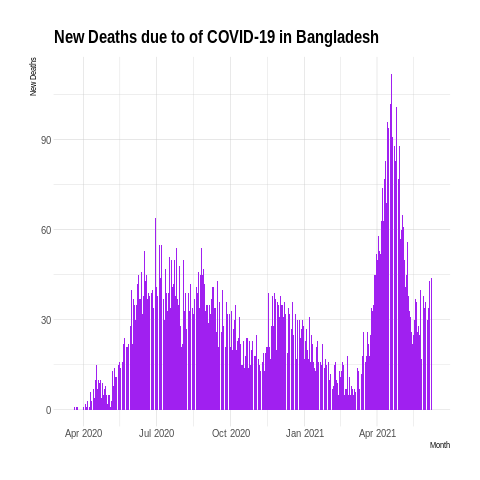 New Deaths due to of COVID-19 in Bangladesh
New Deaths
90
60
30
0
Apr 2020 Jul 2020 Oct 2020 Jan 2021 Apr 2021
Month